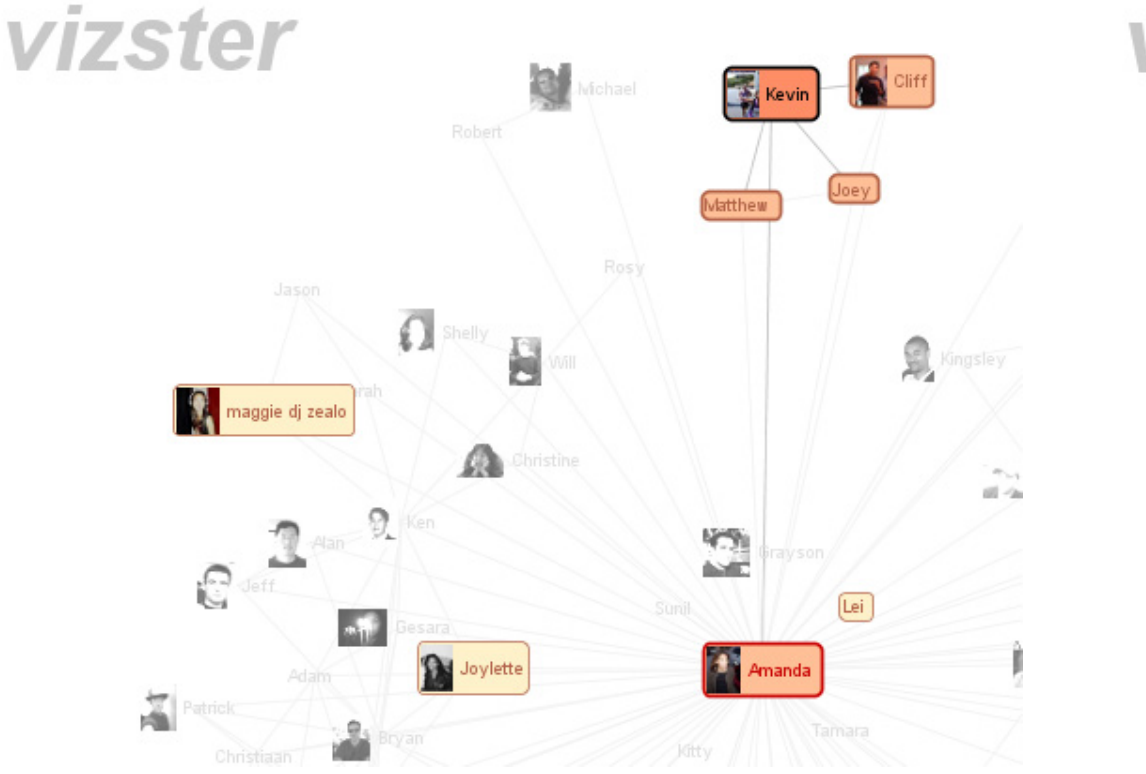 vizster
Kevin
Cliff
Michael
Robert
Joey
Matthew
Rosy
Jason
Shelly
Will
Kingsley
maggie dj zealo
Christine
Ken
Alan
Grayson
Jeff
Sunil
Lei
Gesara
Joylette
Amanda
Adam
Patrick
Tamara
Bryan
Kitty
Christiaan